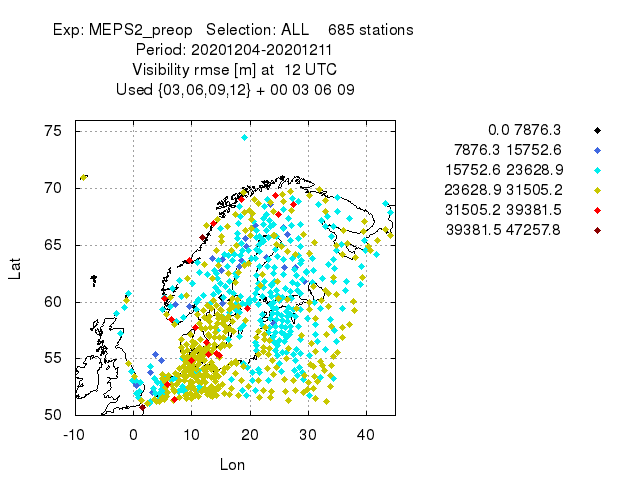 Exp: MEPS2_preop   Selection: ALL    685 stations
Period: 20201204-20201211
Visibility rmse [m] at  12 UTC
Used {03,06,09,12} + 00 03 06 09
0.0 7876.3
7876.3 15752.6
15752.6 23628.9
23628.9 31505.2
31505.2 39381.5
39381.5 47257.8
75
70
65
60
55
50
Lat
-10 0 10 20 30 40
Lon